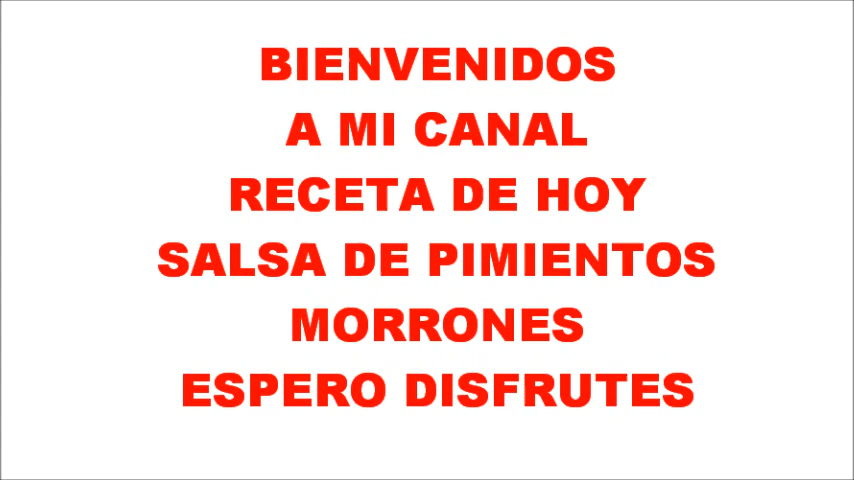 BIENVENIDOS
A MI CANAL
RECETA DE HOY
SALSA DE PIMIENTOS
MORRONES
ESPERO DISFRUTES